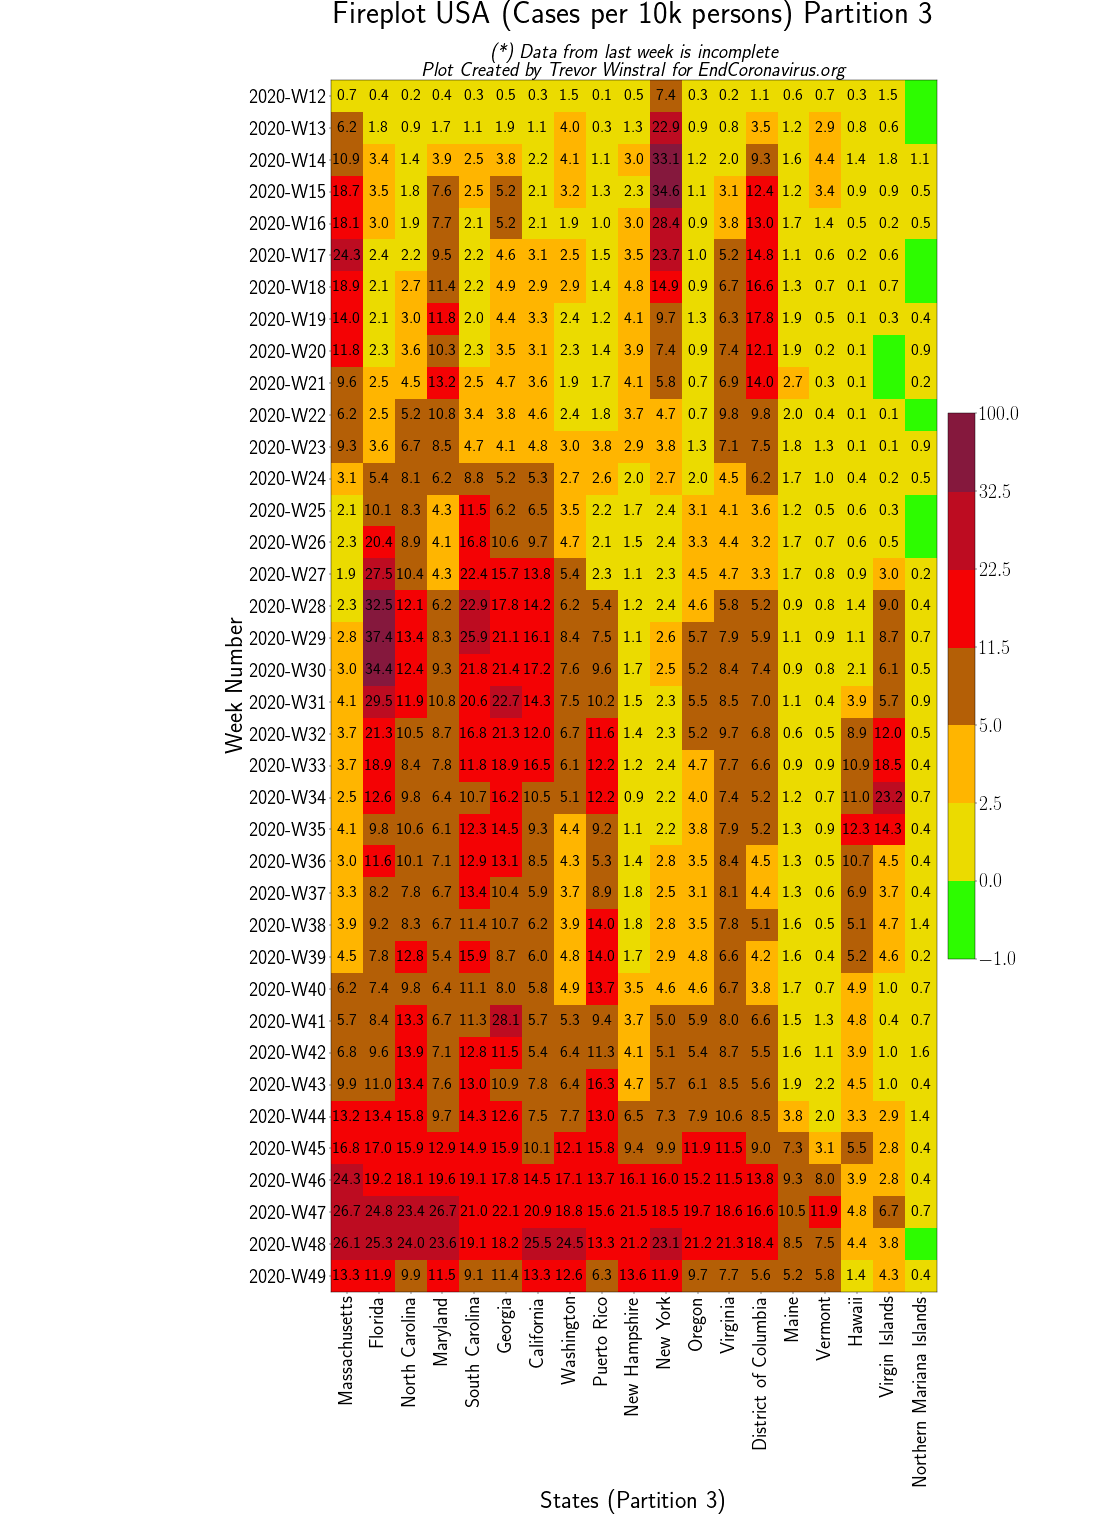 Fireplot USA (Cases per 10k persons) Partition 3
(*) Data from last week is incomplete
Plot Created by Trevor Winstral for EndCoronavirus.org
2020-W12 0.7 0.4 0.2 0.4 0.3 0.5 0.3 1.5 0.1 0.5 7.4 0.3 0.2 1.1 0.6 0.7 0.3 1.5
2020-W13 6.2 1.8 0.9 1.7 1.1 1.9 1.1 4.0 0.3 1.3 22.9 0.9 0.8 3.5 1.2 2.9 0.8 0.6
2020-W14 10.9 3.4 1.4 3.9 2.5 3.8 2.2 4.1 1.1 3.0 33.1 1.2 2.0 9.3 1.6 4.4 1.4 1.8 1.1
2020-W15 18.7 3.5 1.8 7.6 2.5 5.2 2.1 3.2 1.3 2.3 34.6 1.1 3.1 12.4 1.2 3.4 0.9 0.9 0.5
2020-W16 18.1 3.0 1.9 7.7 2.1 5.2 2.1 1.9 1.0 3.0 28.4 0.9 3.8 13.0 1.7 1.4 0.5 0.2 0.5
2020-W17 24.3 2.4 2.2 9.5 2.2 4.6 3.1 2.5 1.5 3.5 23.7 1.0 5.2 14.8 1.1 0.6 0.2 0.6
2020-W18 18.9 2.1 2.7 11.4 2.2 4.9 2.9 2.9 1.4 4.8 14.9 0.9 6.7 16.6 1.3 0.7 0.1 0.7
2020-W19 14.0 2.1 3.0 11.8 2.0 4.4 3.3 2.4 1.2 4.1 9.7 1.3 6.3 17.8 1.9 0.5 0.1 0.3 0.4
2020-W20 11.8 2.3 3.6 10.3 2.3 3.5 3.1 2.3 1.4 3.9 7.4 0.9 7.4 12.1 1.9 0.2 0.1 0.9
2020-W21 9.6 2.5 4.5 13.2 2.5 4.7 3.6 1.9 1.7 4.1 5.8 0.7 6.9 14.0 2.7 0.3 0.1 0.2
2020-W22 6.2 2.5 5.2 10.8 3.4 3.8 4.6 2.4 1.8 3.7 4.7 0.7 9.8 9.8 2.0 0.4 0.1 0.1
2020-W23 9.3 3.6 6.7 8.5 4.7 4.1 4.8 3.0 3.8 2.9 3.8 1.3 7.1 7.5 1.8 1.3 0.1 0.1 0.9
2020-W24 3.1 5.4 8.1 6.2 8.8 5.2 5.3 2.7 2.6 2.0 2.7 2.0 4.5 6.2 1.7 1.0 0.4 0.2 0.5
2020-W25 2.1 10.1 8.3 4.3 11.5 6.2 6.5 3.5 2.2 1.7 2.4 3.1 4.1 3.6 1.2 0.5 0.6 0.3
2020-W26 2.3 20.4 8.9 4.1 16.8 10.6 9.7 4.7 2.1 1.5 2.4 3.3 4.4 3.2 1.7 0.7 0.6 0.5
2020-W27 1.9 27.5 10.4 4.3 22.4 15.7 13.8 5.4 2.3 1.1 2.3 4.5 4.7 3.3 1.7 0.8 0.9 3.0 0.2
2020-W28 2.3 32.5 12.1 6.2 22.9 17.8 14.2 6.2 5.4 1.2 2.4 4.6 5.8 5.2 0.9 0.8 1.4 9.0 0.4
2020-W29 2.8 37.4 13.4 8.3 25.9 21.1 16.1 8.4 7.5 1.1 2.6 5.7 7.9 5.9 1.1 0.9 1.1 8.7 0.7
2020-W30 3.0 34.4 12.4 9.3 21.8 21.4 17.2 7.6 9.6 1.7 2.5 5.2 8.4 7.4 0.9 0.8 2.1 6.1 0.5
2020-W31 4.1 29.5 11.9 10.8 20.6 22.7 14.3 7.5 10.2 1.5 2.3 5.5 8.5 7.0 1.1 0.4 3.9 5.7 0.9
2020-W32 3.7 21.3 10.5 8.7 16.8 21.3 12.0 6.7 11.6 1.4 2.3 5.2 9.7 6.8 0.6 0.5 8.9 12.0 0.5
2020-W33 3.7 18.9 8.4 7.8 11.8 18.9 16.5 6.1 12.2 1.2 2.4 4.7 7.7 6.6 0.9 0.9 10.9 18.5 0.4
2020-W34 2.5 12.6 9.8 6.4 10.7 16.2 10.5 5.1 12.2 0.9 2.2 4.0 7.4 5.2 1.2 0.7 11.0 23.2 0.7
2020-W35 4.1 9.8 10.6 6.1 12.3 14.5 9.3 4.4 9.2 1.1 2.2 3.8 7.9 5.2 1.3 0.9 12.3 14.3 0.4
2020-W36 3.0 11.6 10.1 7.1 12.9 13.1 8.5 4.3 5.3 1.4 2.8 3.5 8.4 4.5 1.3 0.5 10.7 4.5 0.4
2020-W37 3.3 8.2 7.8 6.7 13.4 10.4 5.9 3.7 8.9 1.8 2.5 3.1 8.1 4.4 1.3 0.6 6.9 3.7 0.4
2020-W38 3.9 9.2 8.3 6.7 11.4 10.7 6.2 3.9 14.0 1.8 2.8 3.5 7.8 5.1 1.6 0.5 5.1 4.7 1.4
2020-W39 4.5 7.8 12.8 5.4 15.9 8.7 6.0 4.8 14.0 1.7 2.9 4.8 6.6 4.2 1.6 0.4 5.2 4.6 0.2
2020-W40 6.2 7.4 9.8 6.4 11.1 8.0 5.8 4.9 13.7 3.5 4.6 4.6 6.7 3.8 1.7 0.7 4.9 1.0 0.7
2020-W41 5.7 8.4 13.3 6.7 11.3 28.1 5.7 5.3 9.4 3.7 5.0 5.9 8.0 6.6 1.5 1.3 4.8 0.4 0.7
2020-W42 6.8 9.6 13.9 7.1 12.8 11.5 5.4 6.4 11.3 4.1 5.1 5.4 8.7 5.5 1.6 1.1 3.9 1.0 1.6
2020-W43 9.9 11.0 13.4 7.6 13.0 10.9 7.8 6.4 16.3 4.7 5.7 6.1 8.5 5.6 1.9 2.2 4.5 1.0 0.4
2020-W44 13.2 13.4 15.8 9.7 14.3 12.6 7.5 7.7 13.0 6.5 7.3 7.9 10.6 8.5 3.8 2.0 3.3 2.9 1.4
2020-W45 16.8 17.0 15.9 12.9 14.9 15.9 10.1 12.1 15.8 9.4 9.9 11.9 11.5 9.0 7.3 3.1 5.5 2.8 0.4
2020-W46 24.3 19.2 18.1 19.6 19.1 17.8 14.5 17.1 13.7 16.1 16.0 15.2 11.5 13.8 9.3 8.0 3.9 2.8 0.4
2020-W47 26.7 24.8 23.4 26.7 21.0 22.1 20.9 18.8 15.6 21.5 18.5 19.7 18.6 16.6 10.5 11.9 4.8 6.7 0.7
2020-W48 26.1 25.3 24.0 23.6 19.1 18.2 25.5 24.5 13.3 21.2 23.1 21.2 21.3 18.4 8.5 7.5 4.4 3.8
2020-W49 13.3 11.9 9.9 11.5 9.1 11.4 13.3 12.6 6.3 13.6 11.9 9.7 7.7 5.6 5.2 5.8 1.4 4.3 0.4
Week Number
100.0
32.5
22.5
11.5
5.0
2.5
0.0
−1.0
Massachusetts
Florida
North Carolina
Maryland
South Carolina
Georgia
California
Washington
Puerto Rico
New Hampshire
New York
Oregon
Virginia
District of Columbia
Maine
Vermont
Hawaii
Virgin Islands
Northern Mariana Islands
States (Partition 3)